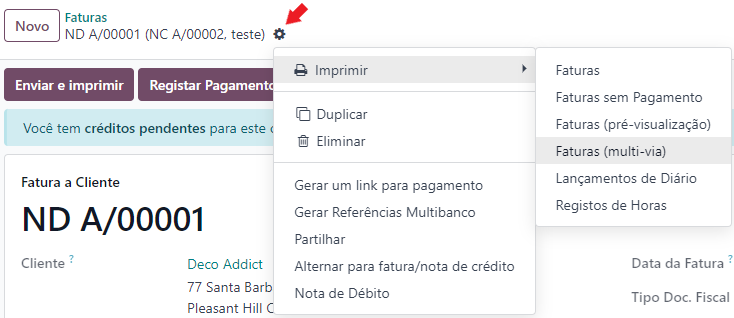 Novo
Faturas
ND A/00001 (NC A/00002, teste)
Enviar e imprimir
Registar Pagamento
Você tem créditos pendentes para este
Imprimir
Duplicar
Eliminar
Gerar um link para pagamento
Gerar Referências Multibanco
Partilhar
Alternar para fatura/nota de crédito
Nota de Débito
Faturas
Faturas sem Pagamento
Faturas (pré-visualização)
Faturas (multi-via)
Lançamentos de Diário
Registos de Horas
Fatura a Cliente
ND A/00001
Cliente ?
Deco Addict
77 Santa Barb
Pleasant Hill C
Data da Fatura ?
Tipo Doc. Fiscal